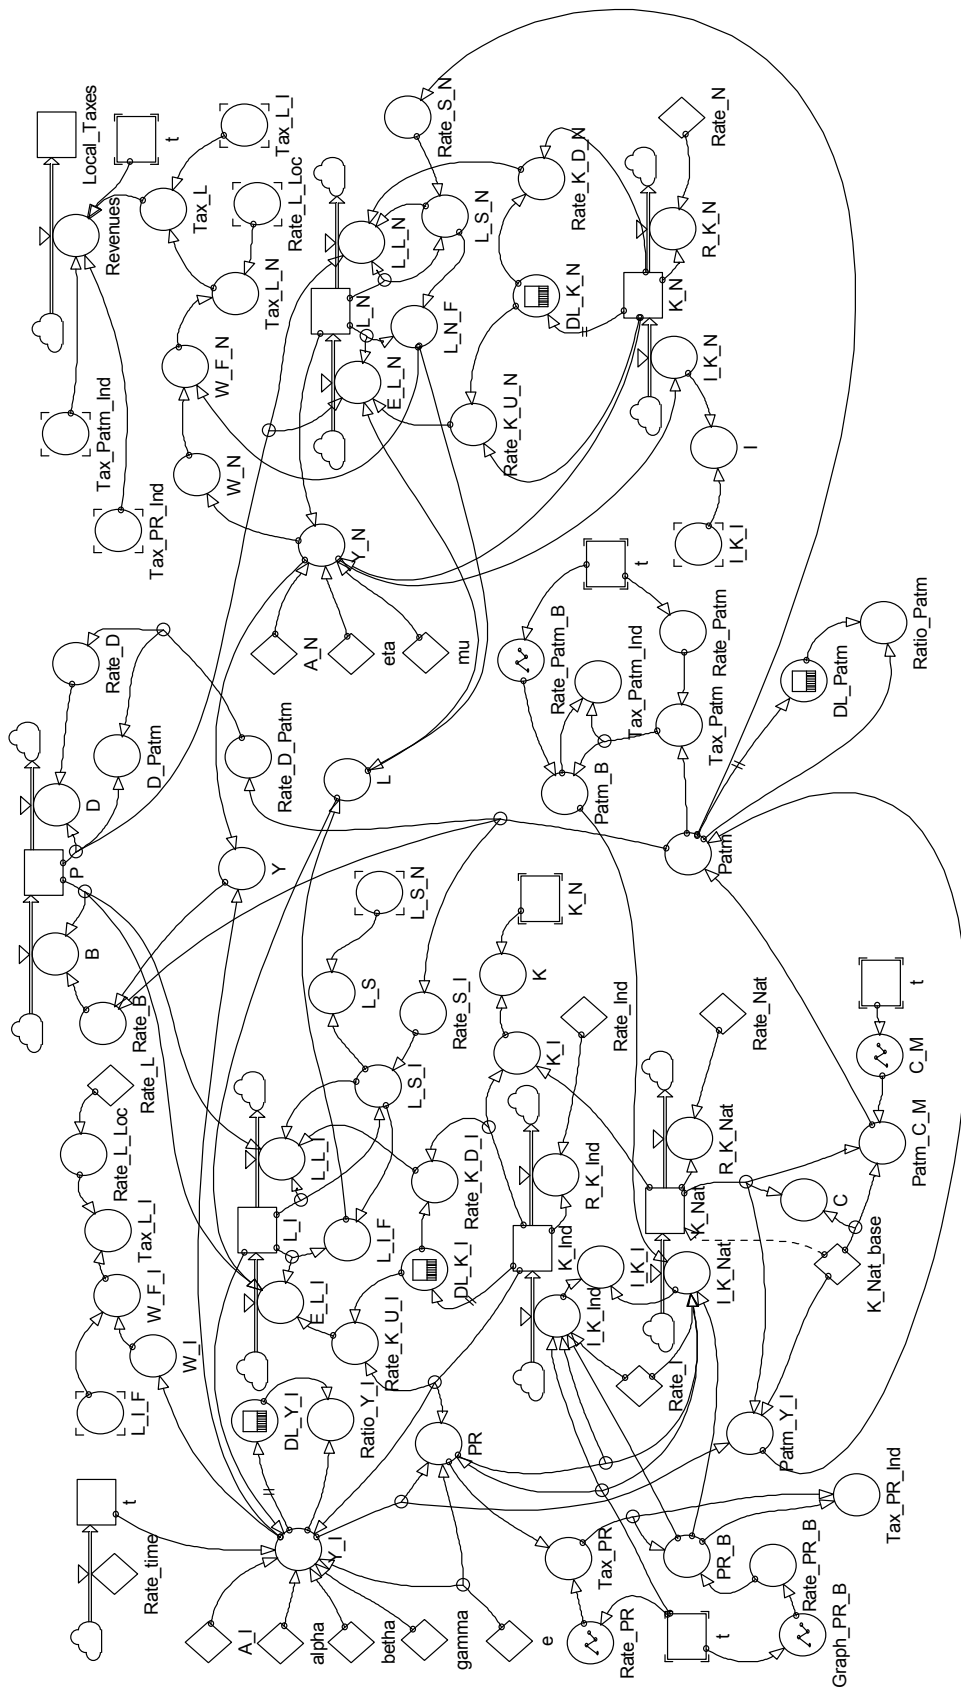 Local_Taxes
P
B
D
Tax_Patm_Ind
Revenues
Rate_D
Rate_L_Loc
Rate_time
t
L_I_F
W_F_I
Tax_L_I
Rate_L
Rate_B
D_Patm
Tax_PR_Ind
t
W_I
Tax_L
A_I
W_N
W_F_N
Tax_L_N
Tax_L_I
Y
Rate_D_Patm
Rate_L_Loc
alpha
DL_Y_I
E_L_I
L_I
L_L_I
A_N
Y_I
Y_N
L_N
Ratio_Y_I
L_I_F
L_S
L
E_L_N
L_L_N
betha
Rate_K_U_I
L_S_I
L_S_N
eta
L_N_F
Rate_S_N
gamma
DL_K_I
Rate_K_D_I
Rate_S_I
mu
L_S_N
PR
e
I_K_Ind
K_Ind
K
K_N
Rate_Patm_B
Rate_K_U_N
DL_K_N
Rate_K_D_N
Tax_PR
R_K_Ind
K_I
Patm_B
Rate_PR
I_K_I
Rate_Ind
Tax_Patm_Ind
t
Rate_I
I_K_Nat
K_Nat
Tax_Patm
Rate_Patm
I_K_N
K_N
R_K_N
PR_B
t
R_K_Nat
Patm
Rate_N
Patm_Y_I
Rate_Nat
I_K_I
I
Rate_PR_B
C
Graph_PR_B
K_Nat_base
DL_Patm
Tax_PR_Ind
Patm_C_M
C_M
t
Ratio_Patm